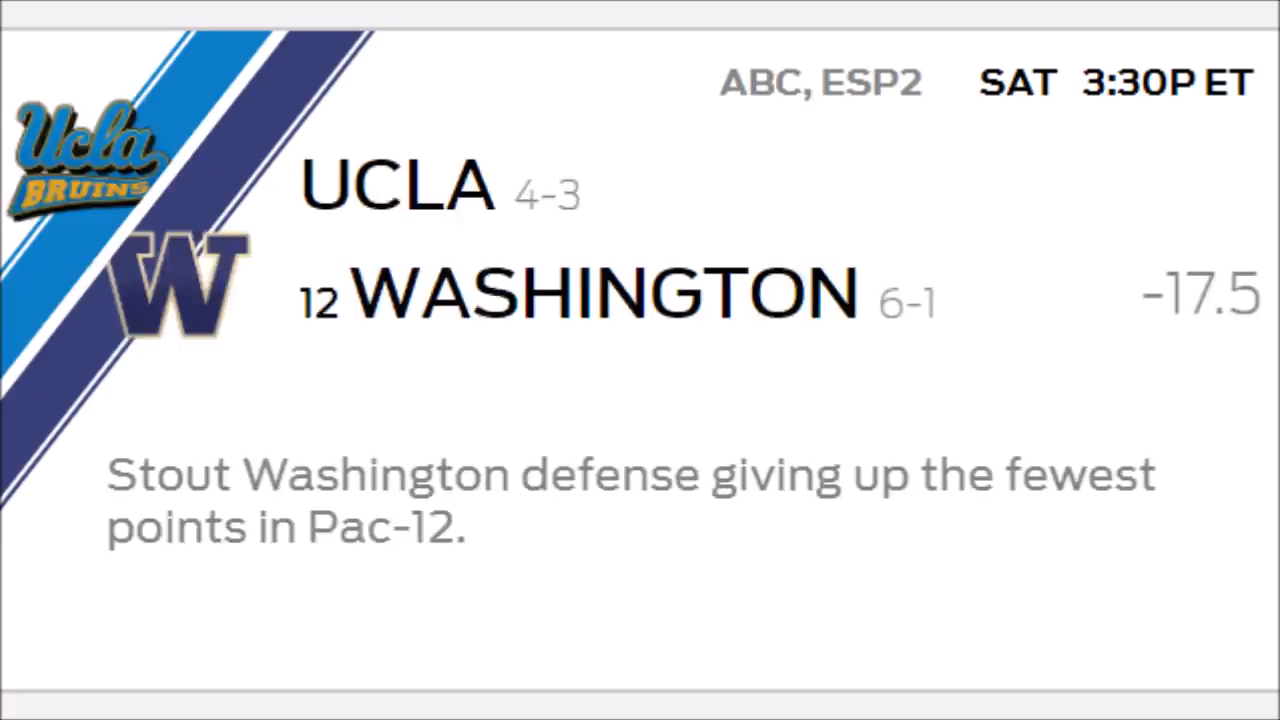 ABC, ESP2 SAT 3:30P ET
Ucla
BRUINS
UCLA 4-3
W
12 WASHINGTON 6-1 -17.5
Stout Washington defense giving up the fewest
points in Pac-12.